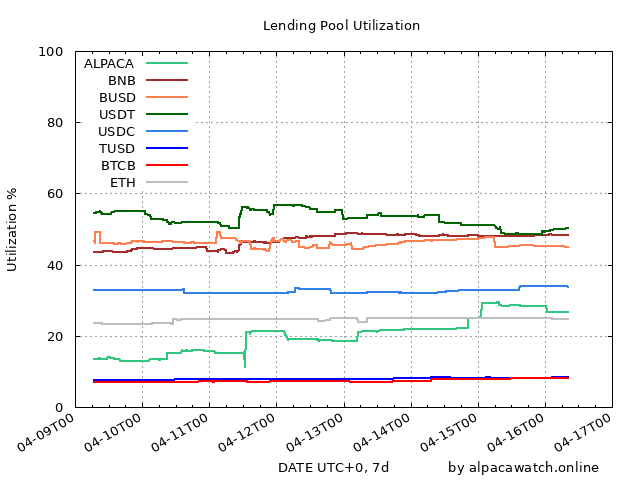 Lending Pool Utilization
100
80
60
40
20
0
Utilization %
ALPACA
BNB
BUSD
USDT
USDC
TUSD
BTCB
ETH
04-09T00
04-10T00
04-11T00
04-12T00
04-13T00
04-14T00
04-15T00
04-16T00
04-17T00
DATE UTC+0, 7d
by alpacawatch.online